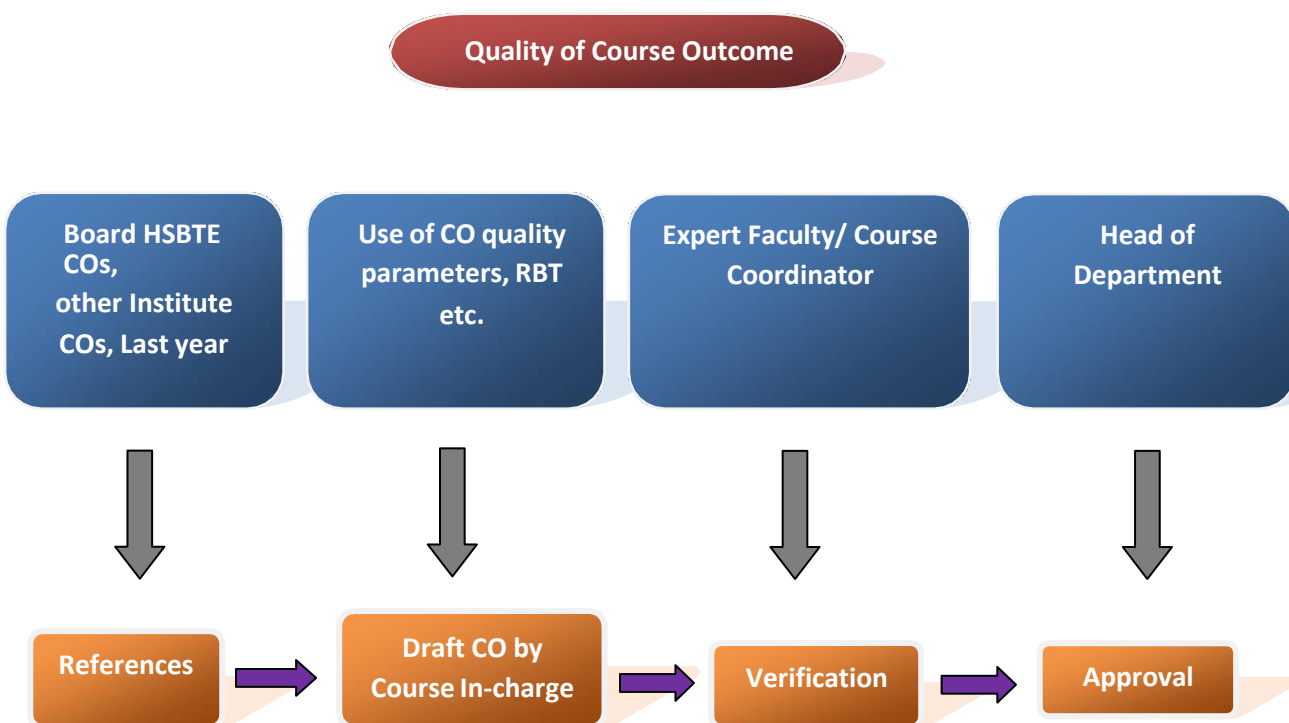 Quality of Course Outcome
Board HSBTE
COs,
other Institute
COs, Last year
Use of CO quality
parameters, RBT
etc.
Expert Faculty/ Course
Coordinator
Head of
Department
References
Draft CO by
Course In-charge
Verification
Approval